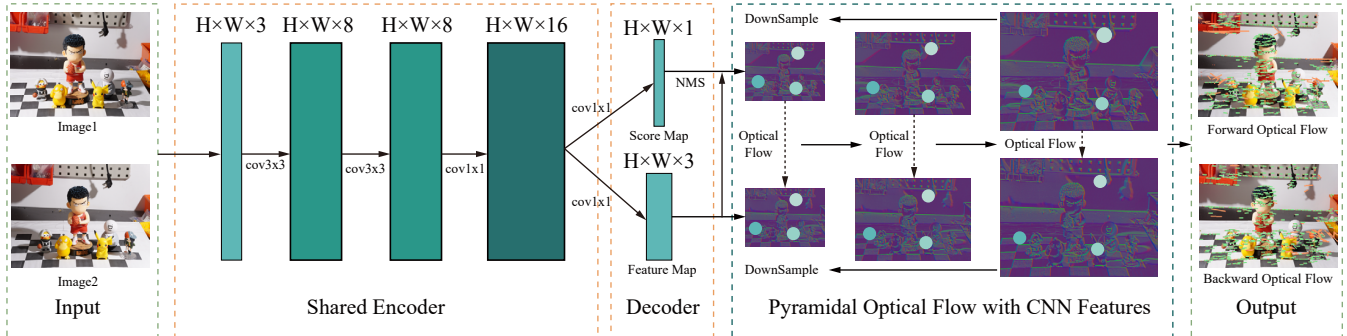 Image1
Image2
Input
H×W×3
H×W×8
H×W×8
H×W×16
cov3x3
cov3x3
cov1x1
cov1x1
cov1x1
Shared Encoder
H×W×1
NMS
Score Map
H×W×3
Feature Map
Decoder
DownSample
Optical
Flow
Optical
Flow
Optical Flow
DownSample
Pyramidal Optical Flow with CNN Features
Forward Optical Flow
Backward Optical Flow
Output